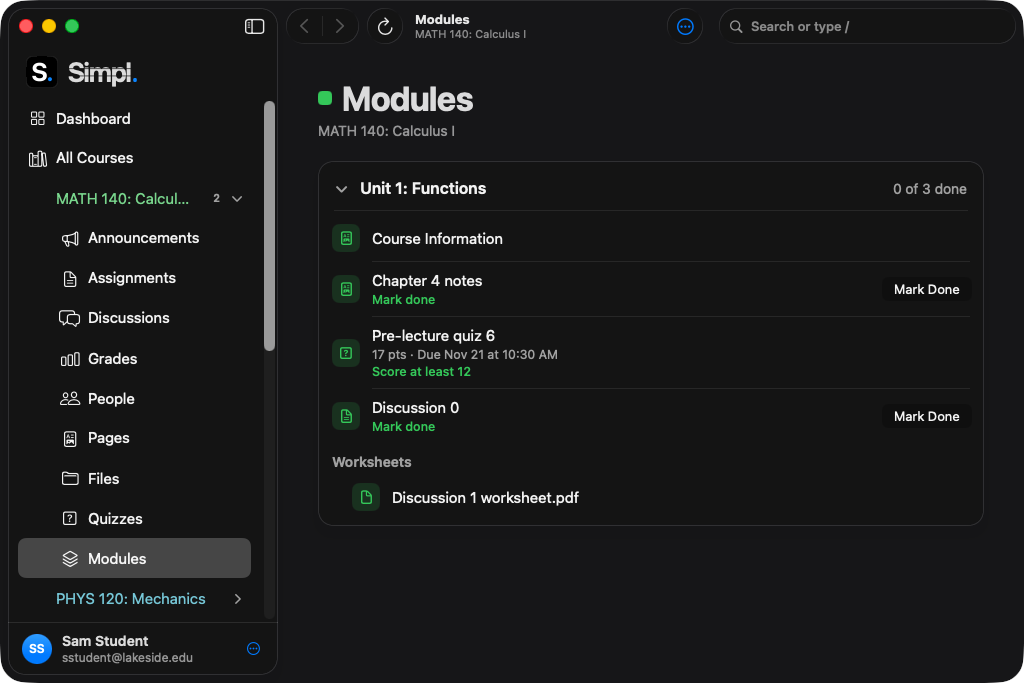 Modules
MATH 140: Calculus I
Search or type /
S. Simpl.
Dashboard
All Courses
MATH 140: Calcul... 2
Announcements
Assignments
Discussions
Grades
People
Pages
Files
Quizzes
Modules
PHYS 120: Mechanics
SS
Sam Student
sstudent@lakeside.edu
Modules
MATH 140: Calculus I
Unit 1: Functions
0 of 3 done
Course Information
Chapter 4 notes
Mark done
Mark Done
Pre-lecture quiz 6
17 pts · Due Nov 21 at 10:30 AM
Score at least 12
Discussion 0
Mark done
Mark Done
Worksheets
Discussion 1 worksheet.pdf